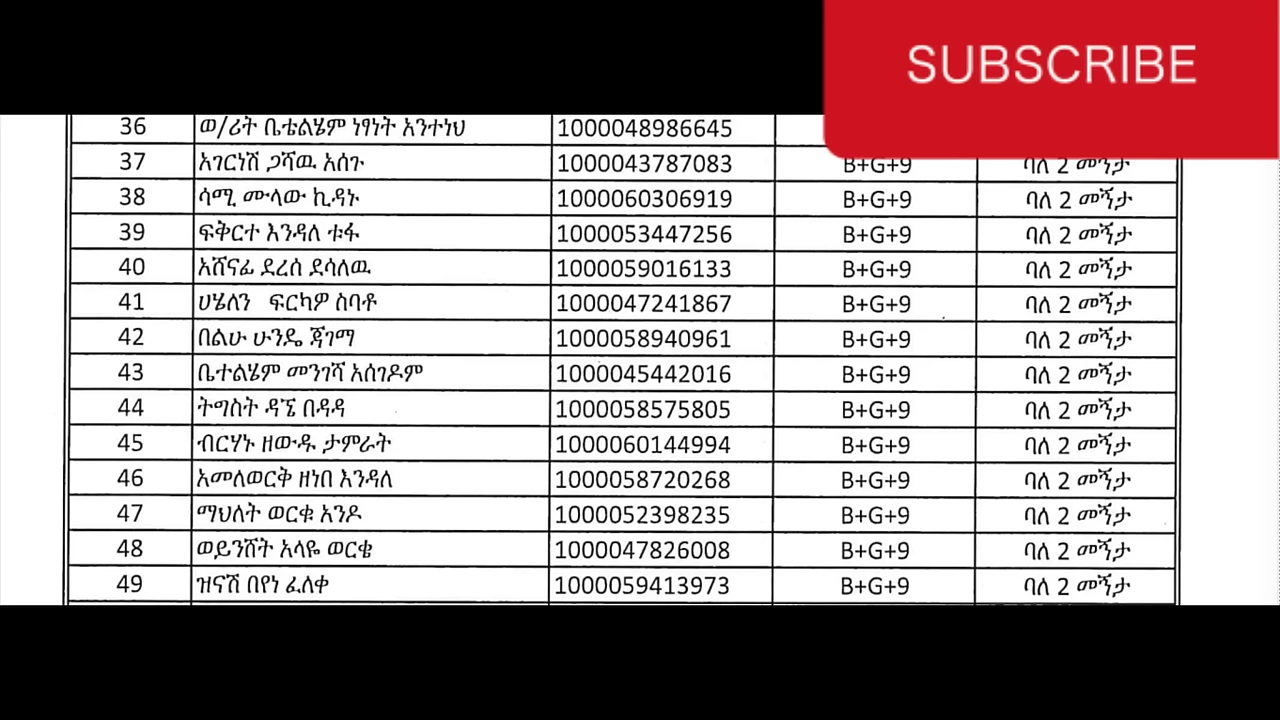 SUBSCRIBE
36 ወ/ሪት ቤቴልሄም ነፃነት አንተነህ 1000048986645
37 አገርነሽ ጋሻዉ አሰጉ 1000043787083 B+G+9 ባለ 2 መኝታ
38 ሳሚ ሙላው ኪዳኑ 1000060306919 B+G+9 ባለ 2 መኝታ
39 ፍቅርተ እንዳለ ቱፋ 1000053447256 B+G+9 ባለ 2 መኝታ
40 አሸናፊ ደረሰ ደሳለዉ 1000059016133 B+G+9 ባለ 2 መኝታ
41 ሀሄለን ፍርካዎ ስባቶ 1000047241867 B+G+9 ባለ 2 መኝታ
42 በልሁ ሁንዴ ጃገማ 1000058940961 B+G+9 ባለ 2 መኝታ
43 ቤተልሄም መንገሻ አሰገዶም 1000045442016 B+G+9 ባለ 2 መኝታ
44 ትግስት ዳኜ በዳዳ 1000058575805 B+G+9 ባለ 2 መኝታ
45 ብርሃኑ ዘውዱ ታምራት 1000060144994 B+G+9 ባለ 2 መኝታ
46 አመለወርቅ ዘነበ እንዳለ 1000058720268 B+G+9 ባለ 2 መኝታ
47 ማህለት ወርቁ አንዶ 1000052398235 B+G+9 ባለ 2 መኝታ
48 ወይንሸት አላዬ ወርቄ 1000047826008 B+G+9 ባለ 2 መኝታ
49 ዝናሽ በየነ ፈለቀ 1000059413973 B+G+9 ባለ 2 መኝታ